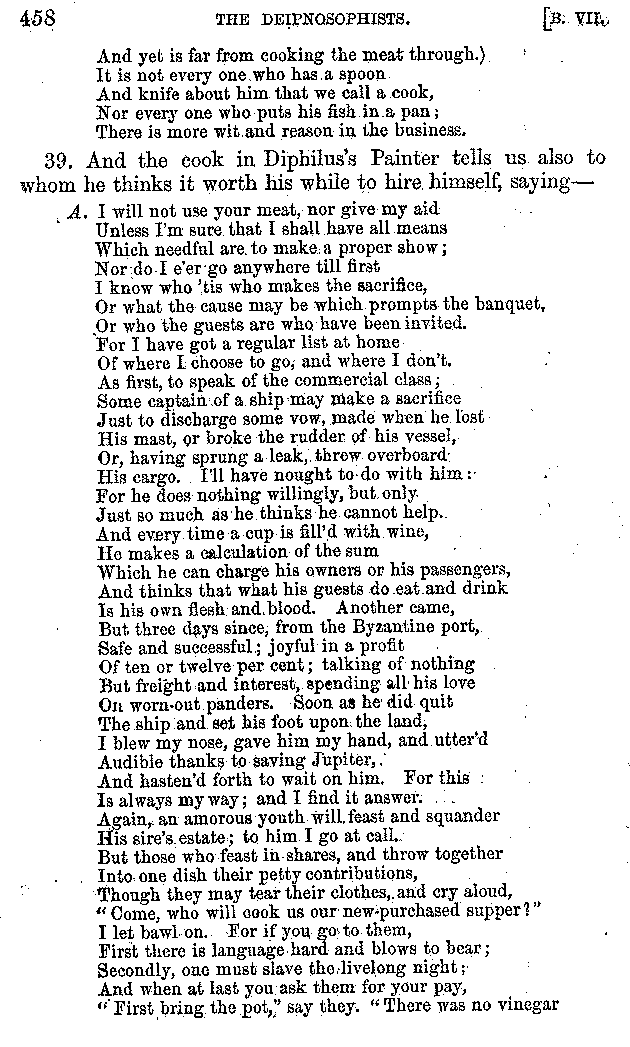 458 THE DEIPNOSOPHISTS. [B. VII.
And yet is far from cooking the meat through.)
It is not every one who has a spoon
And knife about him that we call a cook,
Nor every one who puts his fish in a pan;
There is more wit and reason in the business.
39. And the cook in Diphilus's Painter tells us also to
whom he thinks it worth his while to hire himself, saying—
A. I will not use your meat, nor give my aid
Unless I'm sure that I shall have all means
Which needful are to make a proper show;
Nor do I e'er go anywhere till first
I know who 'tis who makes the sacrifice,
Or what the cause may be which prompts the banquet,
Or who the guests are who have been invited.
For I have got a regular list at home
Of where I choose to go, and where I don't.
As first, to speak of the commercial class;
Some captain of a ship may make a sacrifice
Just to discharge some vow, made when he lost
His mast, or broke the rudder of his vessel,
Or, having sprung a leak, threw overboard
His cargo. I'll have nought to do with him:
For he does nothing willingly, but only
Just so much as he thinks he cannot help.
And every time a cup is fill'd with wine,
He makes a calculation of the sum
Which he can charge his owners or his passengers,
And thinks that what his guests do eat and drink
Is his own flesh and blood. Another came,
But three days since, from the Byzantine port,
Safe and successful; joyful in a profit
Of ten or twelve per cent; talking of nothing
But freight and interest, spending all his love
On worn-out panders. Soon as he did quit
The ship and set his foot upon the land,
I blew my nose, gave him my hand, and utter'd
Audible thanks to saving Jupiter,
And hasten'd forth to wait on him. For this
Is always my way; and I find it answer.
Again, an amorous youth will feast and squander
His sire's estate; to him I go at call.
But those who feast in shares, and throw together
Into one dish their petty contributions,
Though they may tear their clothes, and cry aloud,
"Come, who will cook us our new-purchased supper?"
I let bawl on. For if you go to them,
First there is language hard and blows to bear;
Secondly, one must slave the livelong night;
And when at last you ask them for your pay,
"First bring the pot," say they. "There was no vinegar